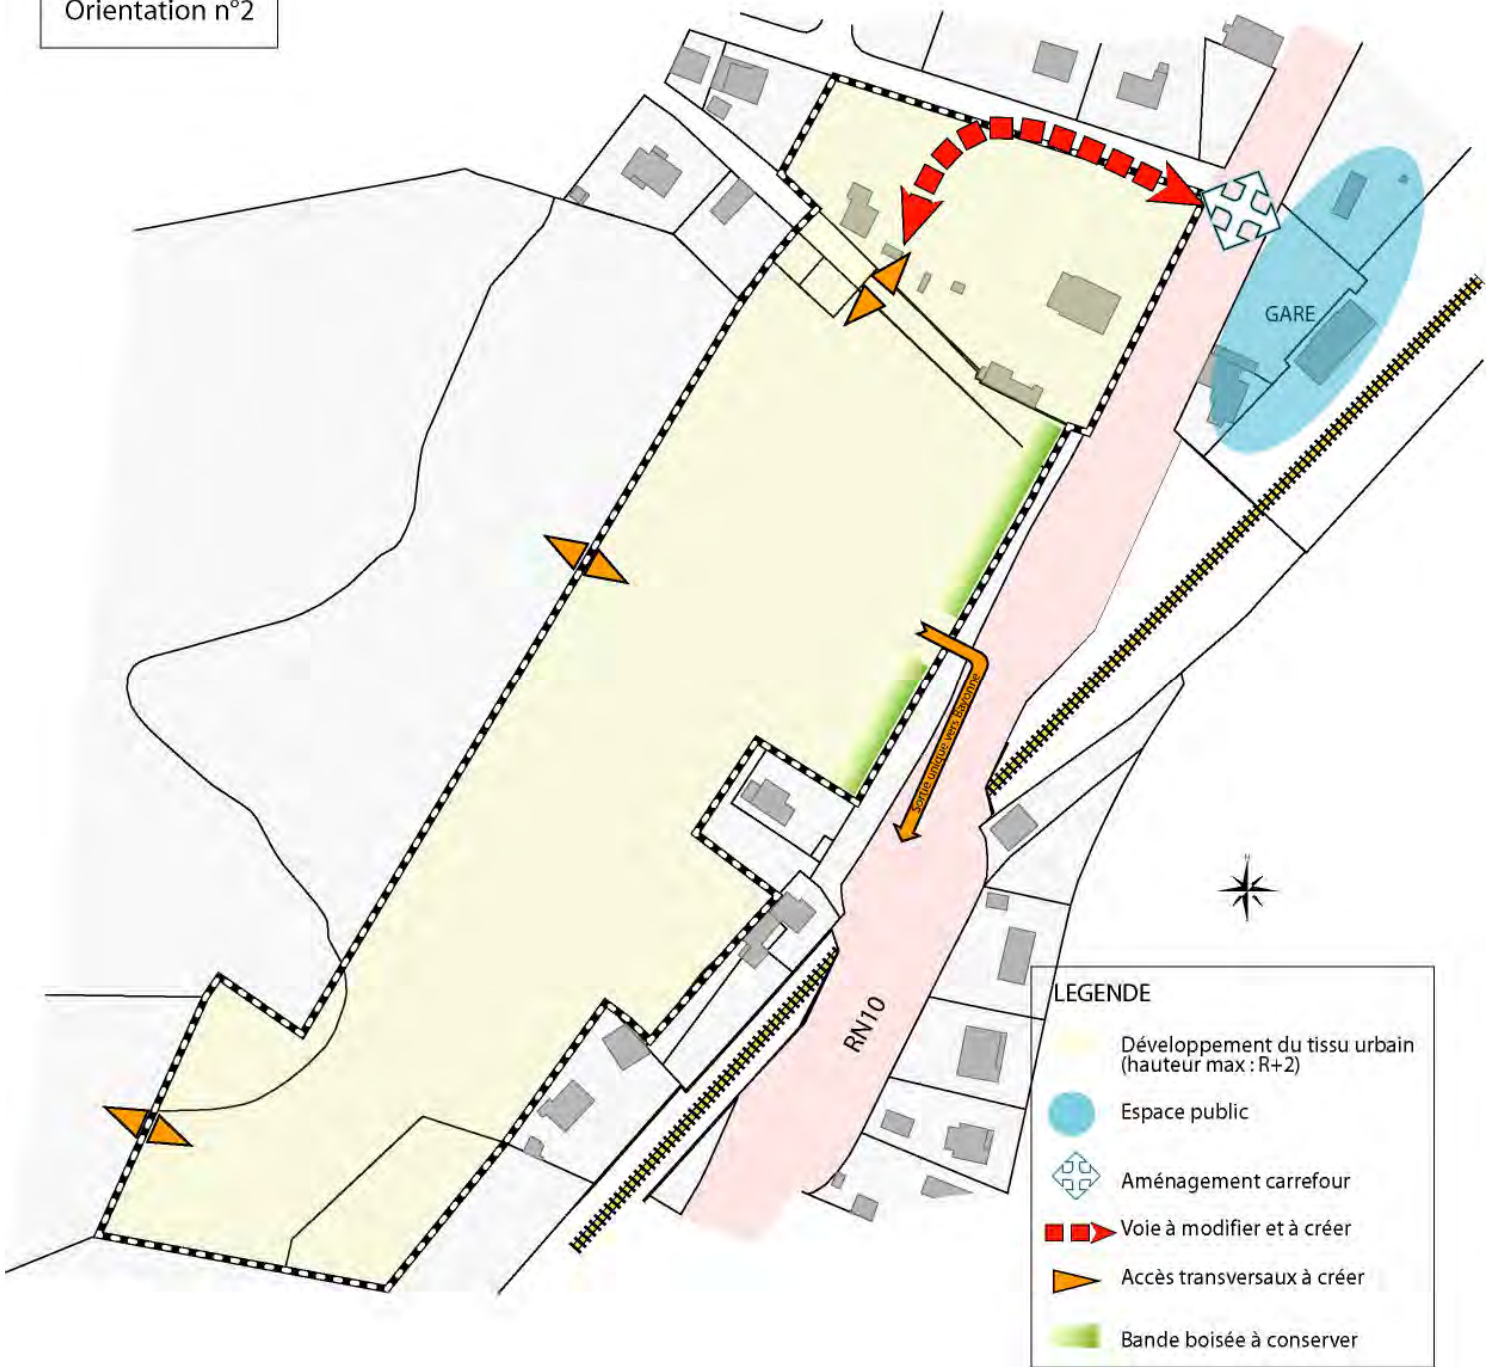 Orientation n°2
GARE
Sortie unique vers Bayonne
N
RN10
LEGENDE
Développement du tissu urbain
(hauteur max : R+2)
Espace public
Aménagement carrefour
Voie à modifier et à créer
Accès transversaux à créer
Bande boisée à conserver